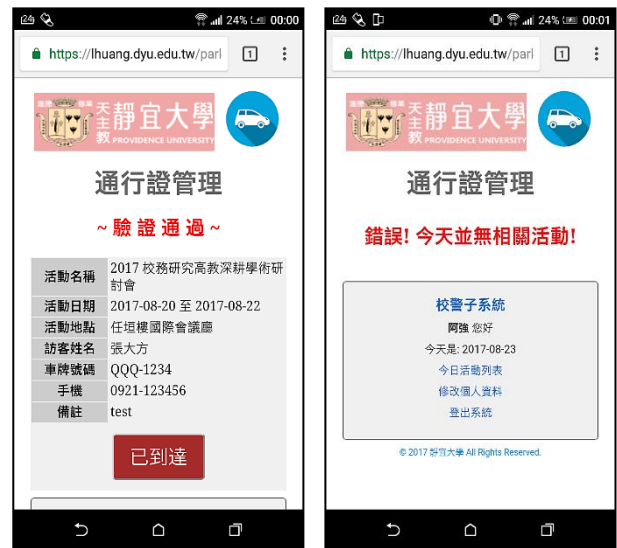 24% 00:00
https://lhuang.dyu.edu.tw/park
1
天主教 靜宜大學
PROVIDENCE UNIVERSITY
通行證管理
~ 驗 證 通 過 ~
活動名稱 2017 校務研究高教深耕學術研討會
活動日期 2017-08-20 至 2017-08-22
活動地點 任垣樓國際會議廳
訪客姓名 張大方
車牌號碼 QQQ-1234
手機 0921-123456
備註 test
已到達
24% 00:01
https://lhuang.dyu.edu.tw/park
1
天主教 靜宜大學
PROVIDENCE UNIVERSITY
通行證管理
錯誤! 今天並無相關活動!
校警子系統
阿強 您好
今天是: 2017-08-23
今日活動列表
修改個人資料
登出系統
© 2017 靜宜大學 All Rights Reserved.